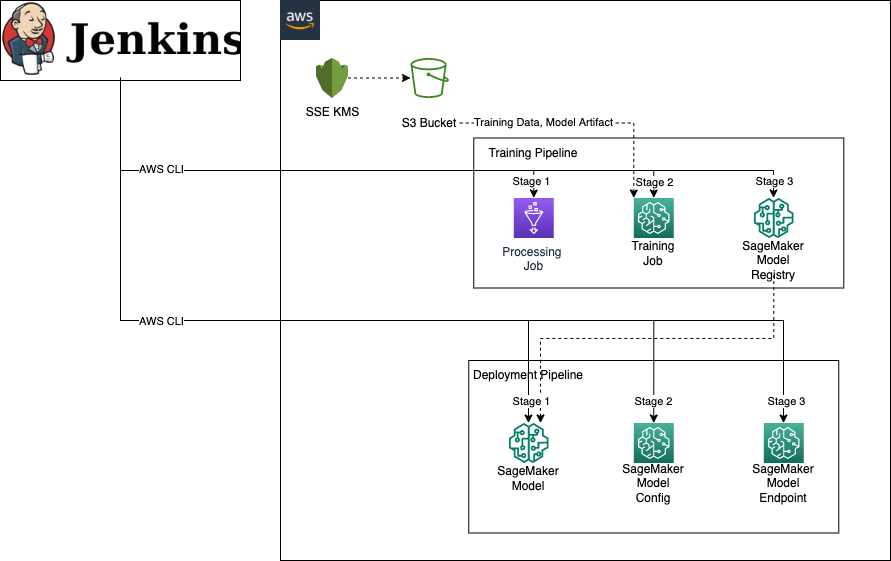 Jenkins
aws
SSE KMS
S3 Bucket
Training Data, Model Artifact
Training Pipeline
AWS CLI
Stage 1
Stage 2
Stage 3
Processing
Job
Training
Job
SageMaker
Model
Registry
AWS CLI
Deployment Pipeline
Stage 1
Stage 2
Stage 3
SageMaker
Model
SageMaker
Model
Config
SageMaker
Model
Endpoint